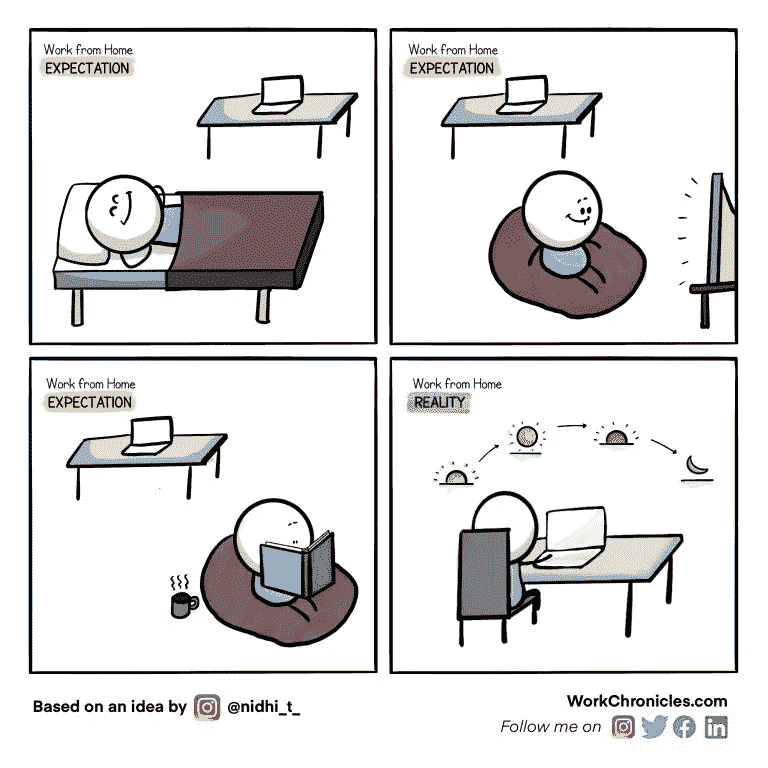 Work from Home
EXPECTATION
Work from Home
EXPECTATION
Work from Home
EXPECTATION
Work from Home
REALITY
Based on an idea by @nidhi_t_
WorkChronicles.com
Follow me on